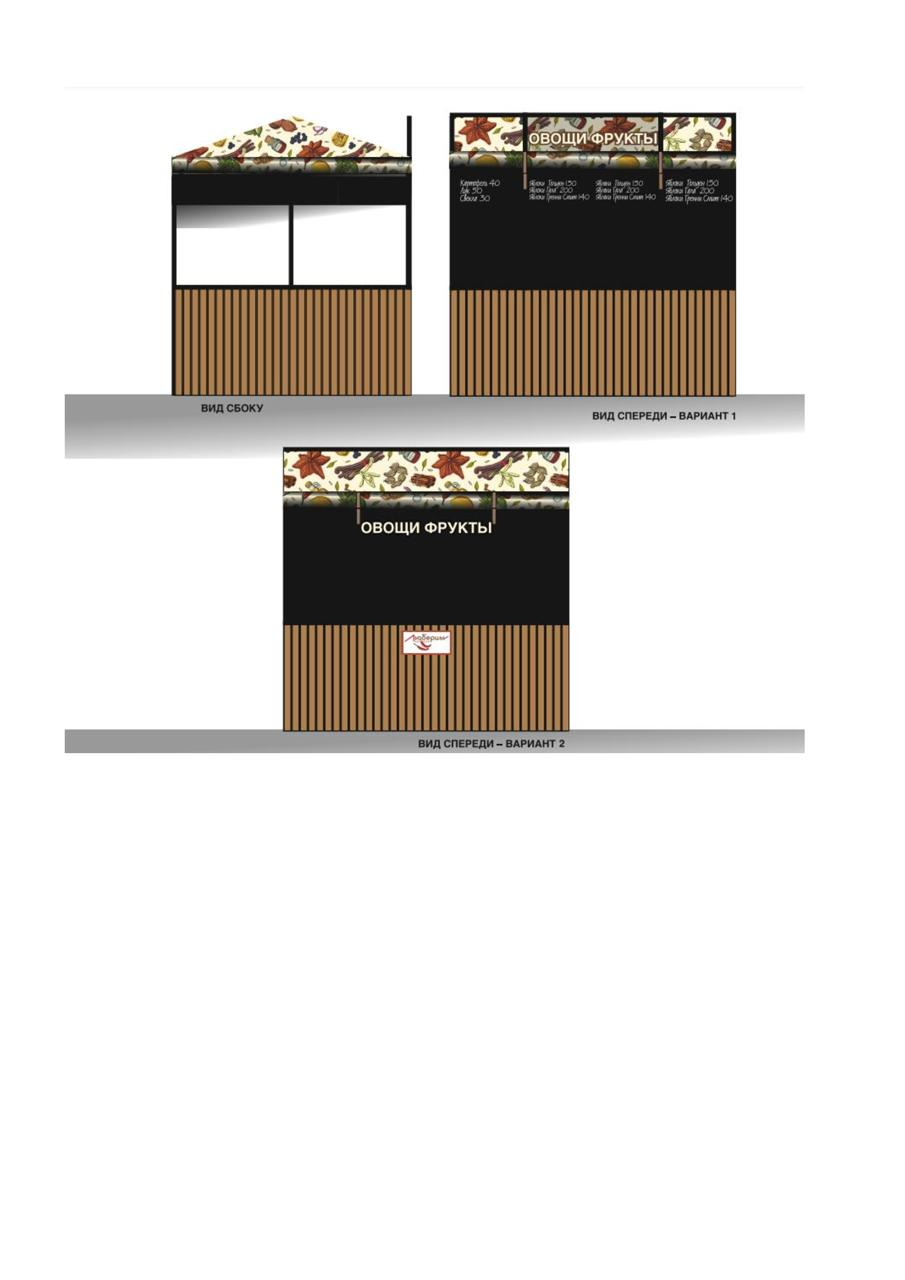 ОВОЩИ ФРУКТЫ
Картофель 40
Лук 50
Свекла 30
Яблоки Голден 150
Яблоки Гала 200
Яблоки Гренни Смит 140
Яблоки Голден 150
Яблоки Гала 200
Яблоки Гренни Смит 140
Яблоки Голден 150
Яблоки Гала 200
Яблоки Гренни Смит 140
ВИД СБОКУ
ВИД СПЕРЕДИ – ВАРИАНТ 1
ОВОЩИ ФРУКТЫ
ВИД СПЕРЕДИ – ВАРИАНТ 2